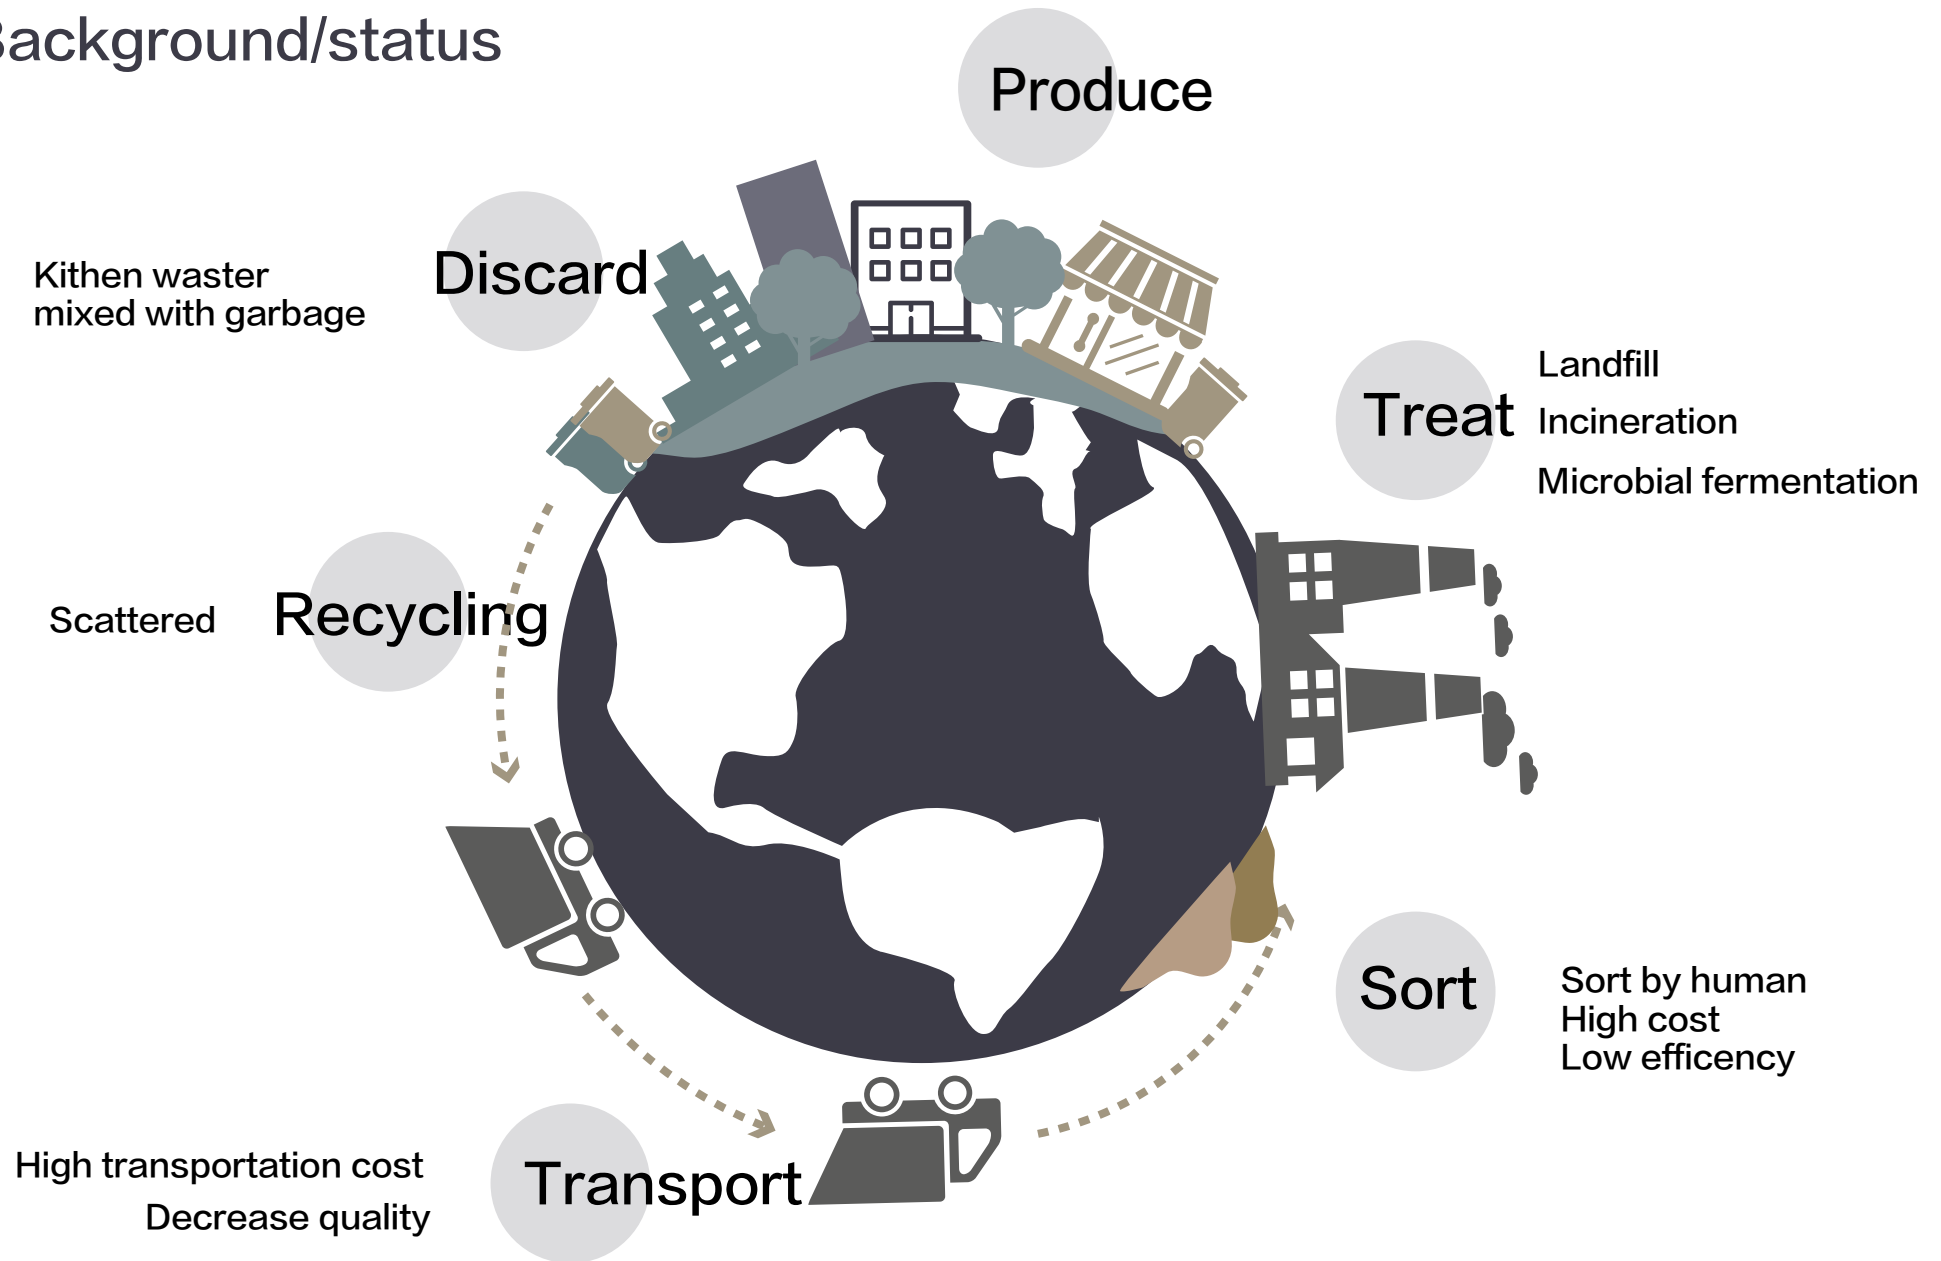 Background/status
Produce
Discard
Kithen waster
mixed with garbage
Recycling
Scattered
Transport
High transportation cost
Decrease quality
Sort
Sort by human
High cost
Low efficency
Treat
Landfill
Incineration
Microbial fermentation